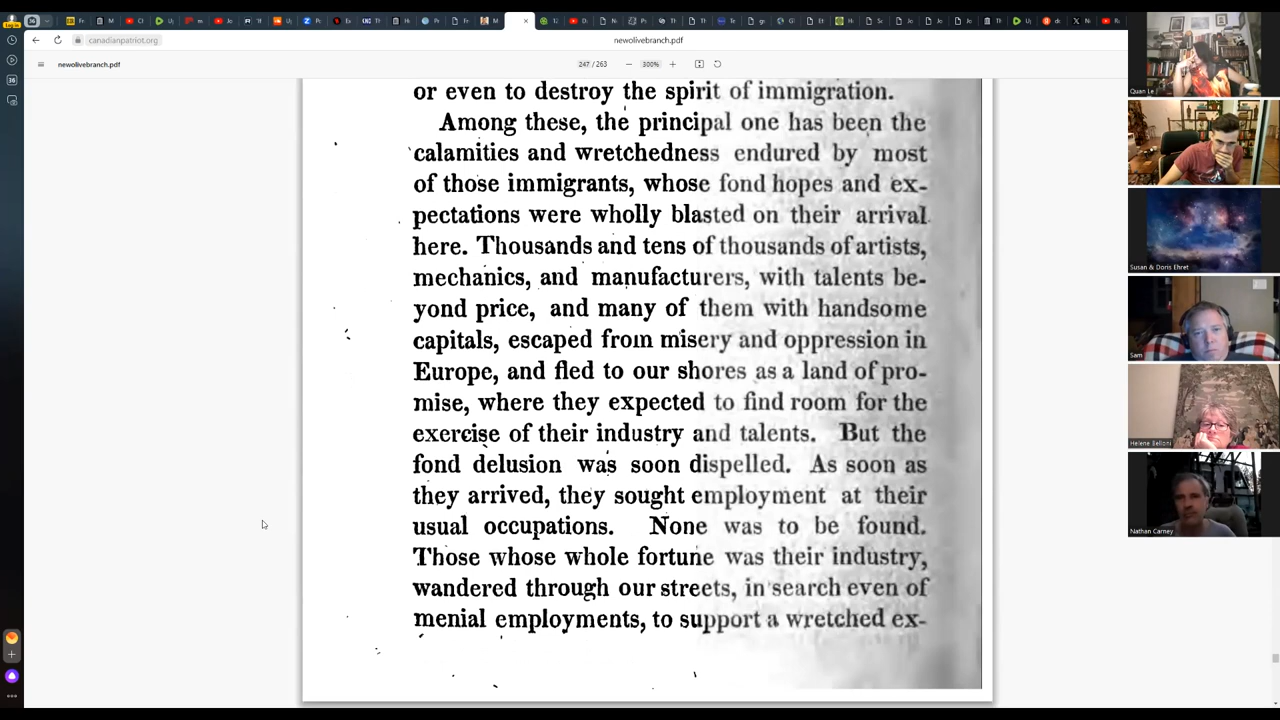 canadianpatriot.org
newolivebranch.pdf
newolivebranch.pdf
247 / 263
300%
or even to destroy the spirit of immigration.
Among these, the principal one has been the
calamities and wretchedness endured by most
of those immigrants, whose fond hopes and ex-
pectations were wholly blasted on their arrival
here. Thousands and tens of thousands of artists,
mechanics, and manufacturers, with talents be-
yond price, and many of them with handsome
capitals, escaped from misery and oppression in
Europe, and fled to our shores as a land of pro-
mise, where they expected to find room for the
exercise of their industry and talents. But the
fond delusion was soon dispelled. As soon as
they arrived, they sought employment at their
usual occupations. None was to be found.
Those whose whole fortune was their industry,
wandered through our streets, in search even of
menial employments, to support a wretched ex-
Quan Le
Susan & Doris Ehret
Sam
Helene Belloni
Nathan Carney